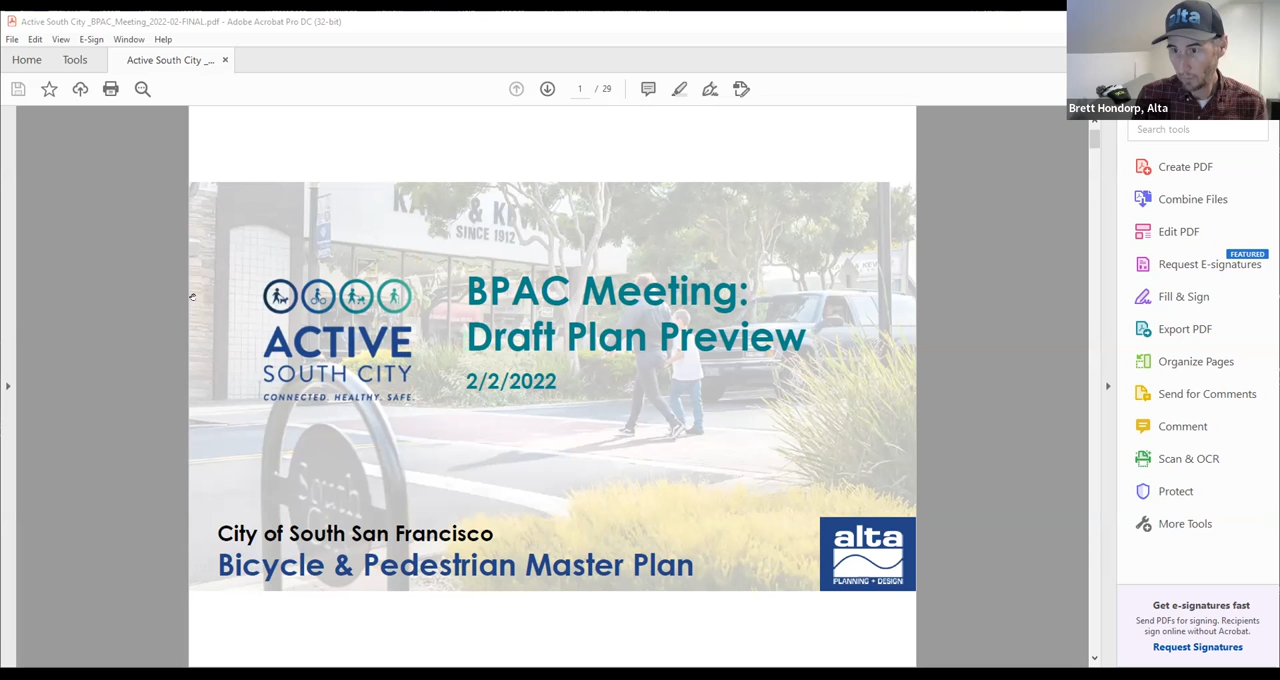 Active South City _BPAC_Meeting_2022-02-FINAL.pdf - Adobe Acrobat Pro DC (32-bit)
File Edit View E-Sign Window Help
Home Tools Active South City _...
1 / 29
alta
Brett Hondorp, Alta
Search tools
Create PDF
Combine Files
Edit PDF
FEATURED
Request E-signatures
Fill & Sign
Export PDF
Organize Pages
Send for Comments
Comment
Scan & OCR
Protect
More Tools
Get e-signatures fast
Send PDFs for signing. Recipients
sign online without Acrobat.
Request Signatures
SINCE 1912
BPAC Meeting:
Draft Plan Preview
2/2/2022
ACTIVE
SOUTH CITY
CONNECTED. HEALTHY. SAFE.
South
City of South San Francisco
Bicycle & Pedestrian Master Plan
alta
PLANNING + DESIGN